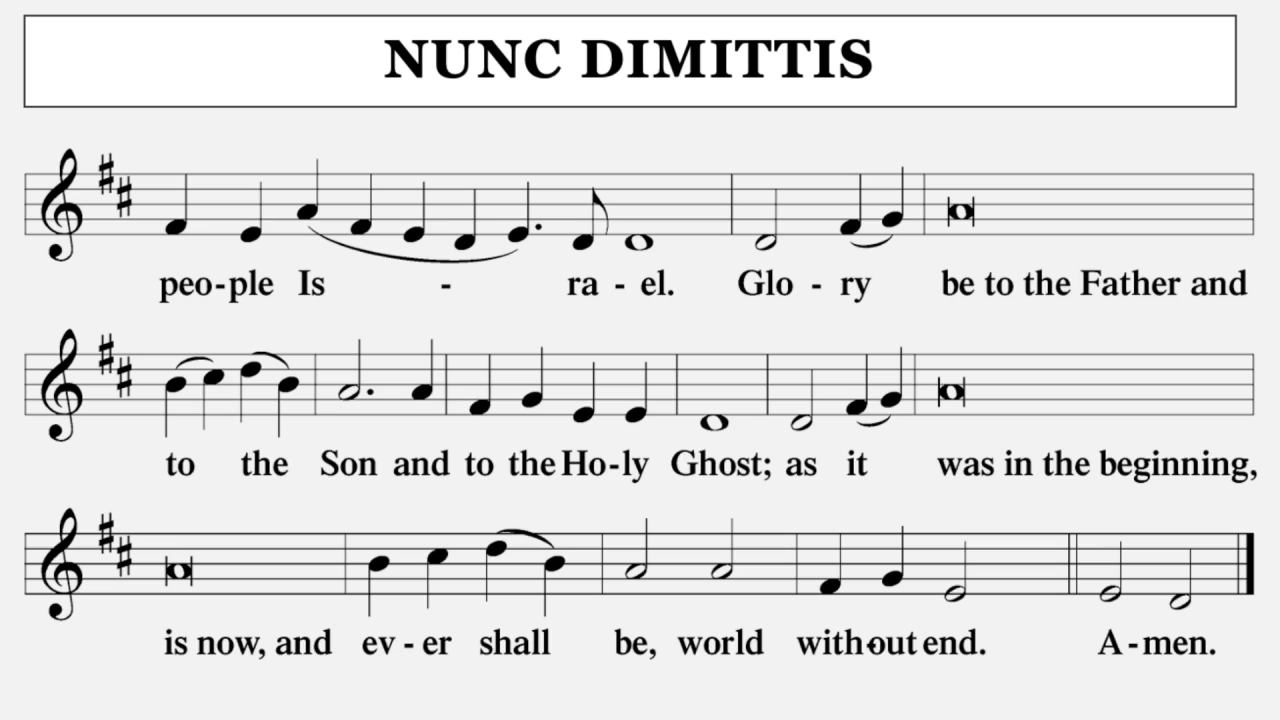 NUNC DIMITTIS
peo-ple Is - ra - el. Glo - ry be to the Father and
to the Son and to the Ho-ly Ghost; as it was in the beginning,
is now, and ev - er shall be, world with-out end. A-men.